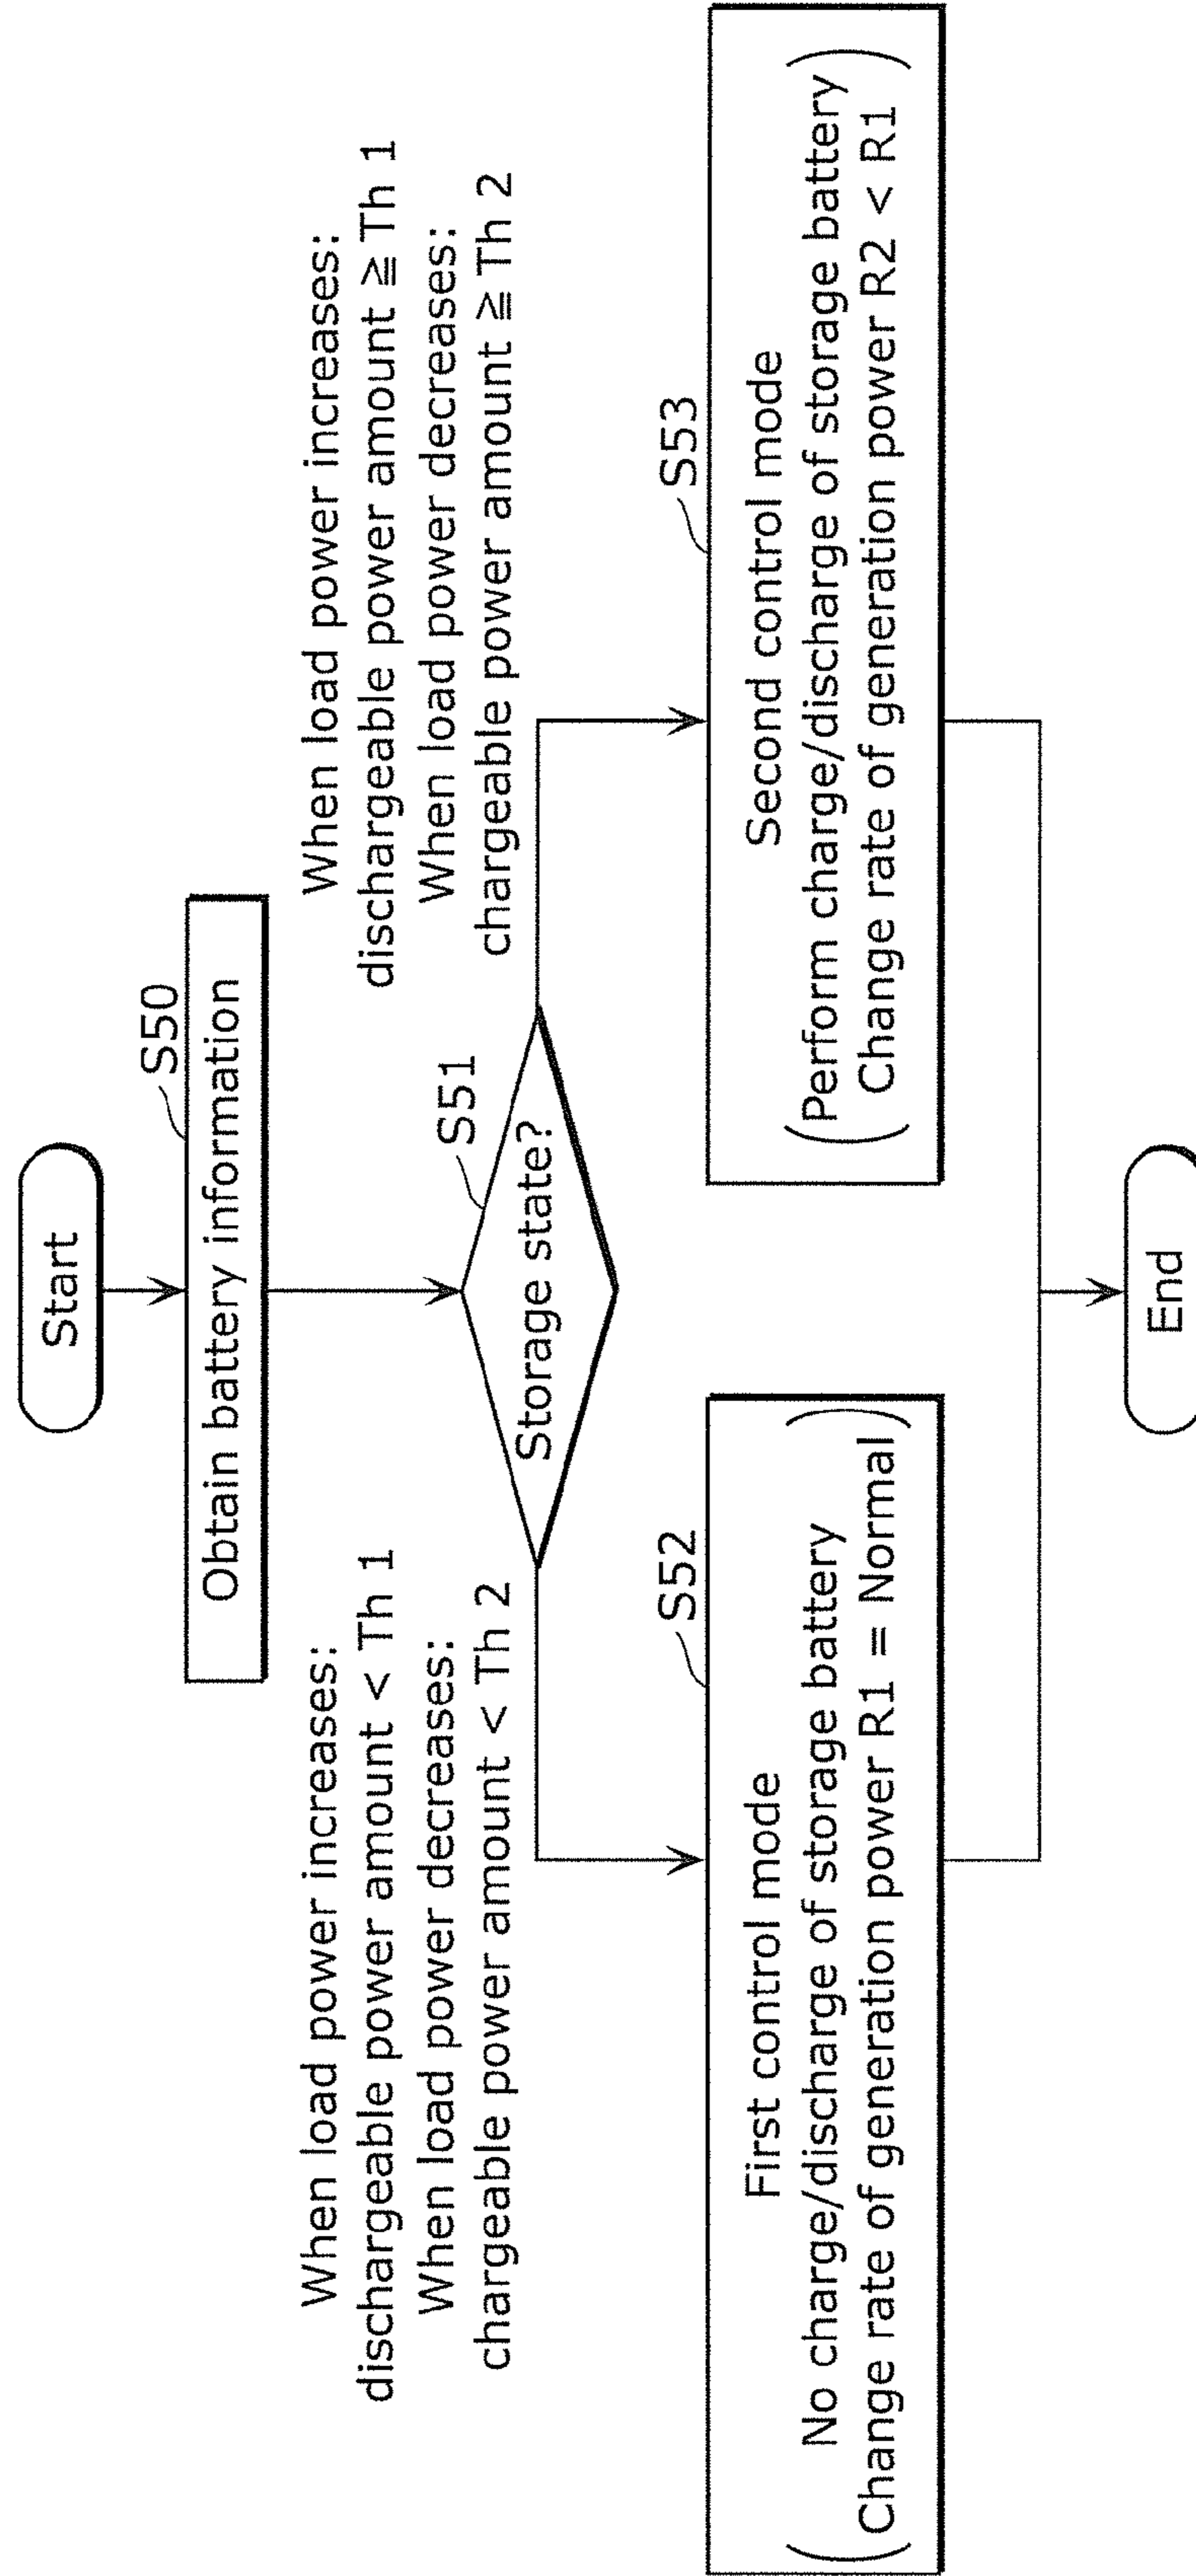 Start
S50
Obtain battery information
When load power increases:
dischargeable power amount < Th 1
When load power decreases:
chargeable power amount < Th 2
When load power increases:
dischargeable power amount ≧ Th 1
When load power decreases:
chargeable power amount ≧ Th 2
S51
Storage state?
S52
First control mode
(No charge/discharge of storage battery
Change rate of generation power R1 = Normal)
S53
Second control mode
(Perform charge/discharge of storage battery
Change rate of generation power R2 < R1)
End